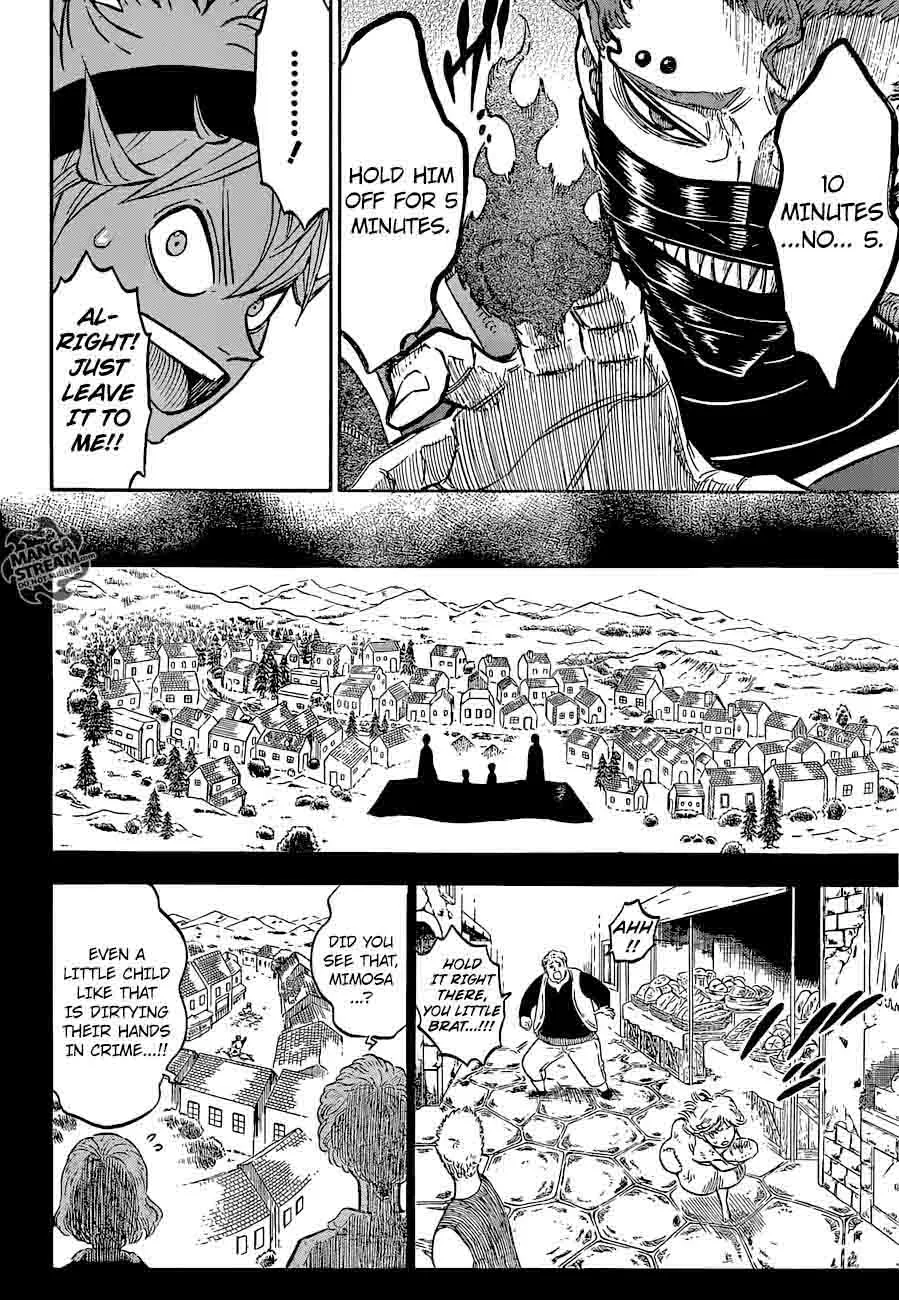 10
MINUTES
...NO... 5.
HOLD HIM
OFF FOR 5
MINUTES.
......!
AL-
RIGHT!
JUST
LEAVE
IT TO
ME!!
MANGA
STREAM
.com
AHH
!!
HOLD
IT RIGHT
THERE,
YOU LITTLE
BRAT...!!!
DID YOU
SEE THAT,
MIMOSA
...?
EVEN A
LITTLE CHILD
LIKE THAT
IS DIRTYING
THEIR HANDS
IN CRIME...!!